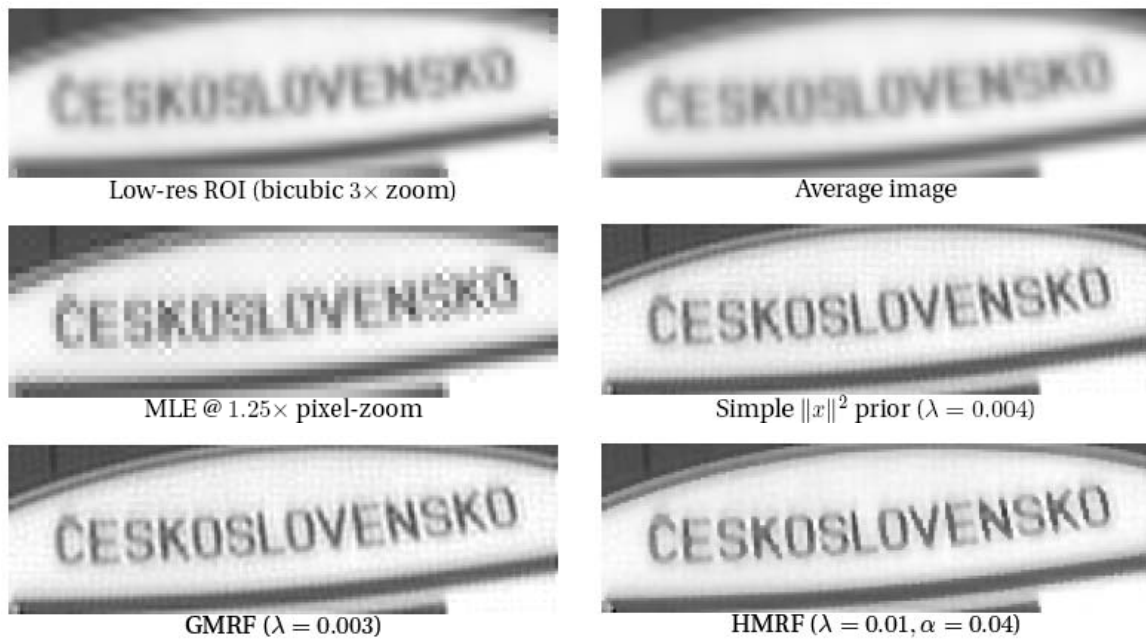 ČESKOSLOVENSKO
ČESKOSLOVENSKO
Low-res ROI (bicubic 3× zoom)
Average image
ČESKOSLOVENSKO
ČESKOSLOVENSKO
MLE @ 1.25× pixel-zoom
Simple ‖x‖² prior (λ = 0.004)
ČESKOSLOVENSKO
ČESKOSLOVENSKO
GMRF (λ = 0.003)
HMRF (λ = 0.01, α = 0.04)